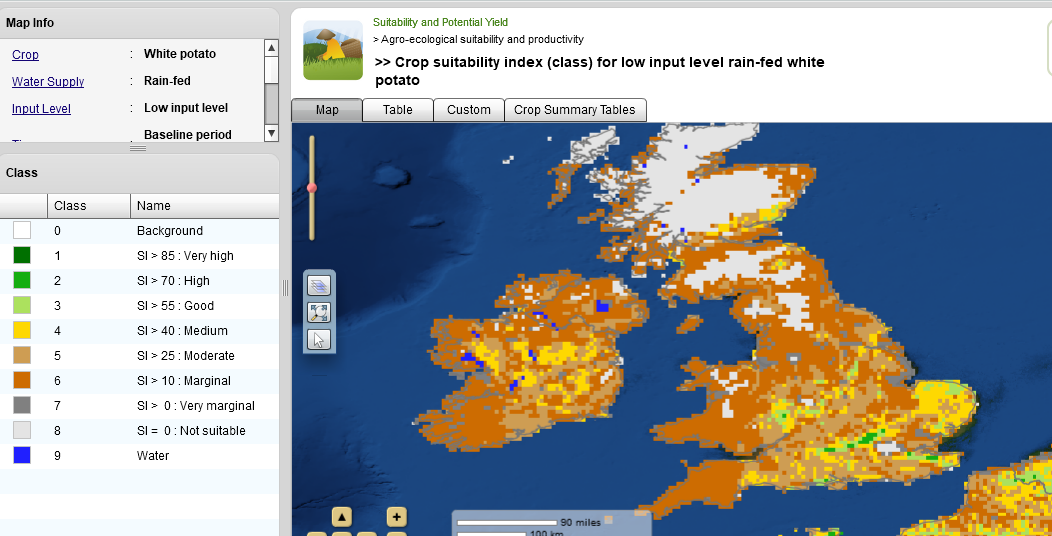 Map Info
Crop : White potato
Water Supply : Rain-fed
Input Level : Low input level
: Baseline period
Class
Class Name
0 Background
1 SI > 85 : Very high
2 SI > 70 : High
3 SI > 55 : Good
4 SI > 40 : Medium
5 SI > 25 : Moderate
6 SI > 10 : Marginal
7 SI > 0 : Very marginal
8 SI = 0 : Not suitable
9 Water
Suitability and Potential Yield
> Agro-ecological suitability and productivity
>> Crop suitability index (class) for low input level rain-fed white
potato
Map Table Custom Crop Summary Tables
90 miles
100 km